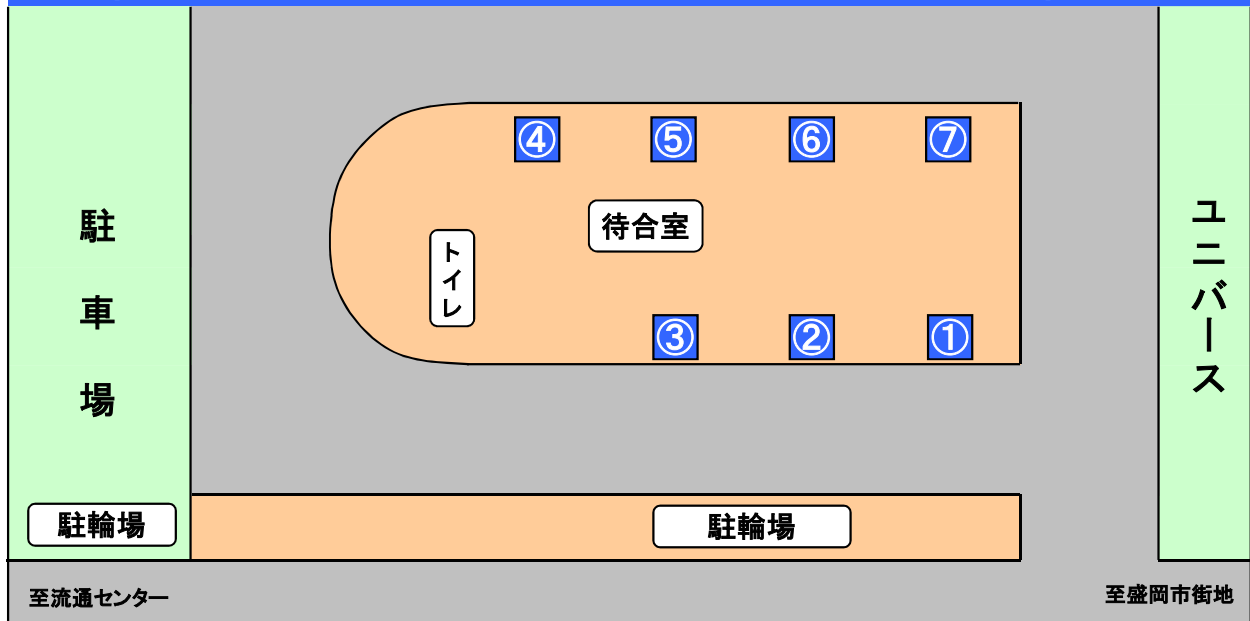 ④
⑤
⑥
⑦
駐車場
トイレ
待合室
ユニバース
③
②
①
駐輪場
駐輪場
至流通センター
至盛岡市街地